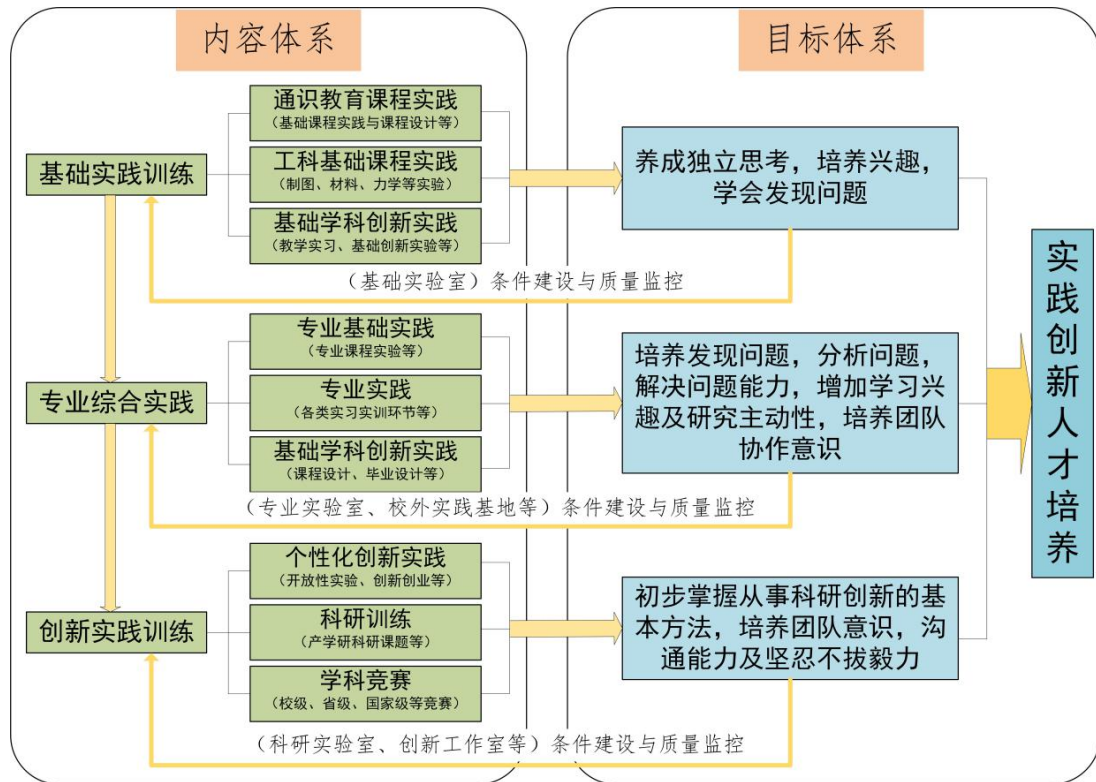 内容体系
目标体系
基础实践训练
通识教育课程实践
（基础课程实践与课程设计等）
工科基础课程实践
（制图、材料、力学等实验）
基础学科创新实践
（教学实习、基础创新实验等）
养成独立思考，培养兴趣，
学会发现问题
（基础实验室）条件建设与质量监控
专业综合实践
专业基础实践
（专业课程实验等）
专业实践
（各类实习实训环节等）
基础学科创新实践
（课程设计、毕业设计等）
培养发现问题，分析问题，
解决问题能力，增加学习兴
趣及研究主动性，培养团队
协作意识
（专业实验室、校外实践基地等）条件建设与质量监控
创新实践训练
个性化创新实践
（开放性实验、创新创业等）
科研训练
（产学研科研课题等）
学科竞赛
（校级、省级、国家级等竞赛）
初步掌握从事科研创新的基
本方法，培养团队意识，沟
通能力及坚忍不拔毅力
（科研实验室、创新工作室等）条件建设与质量监控
实践创新人才培养